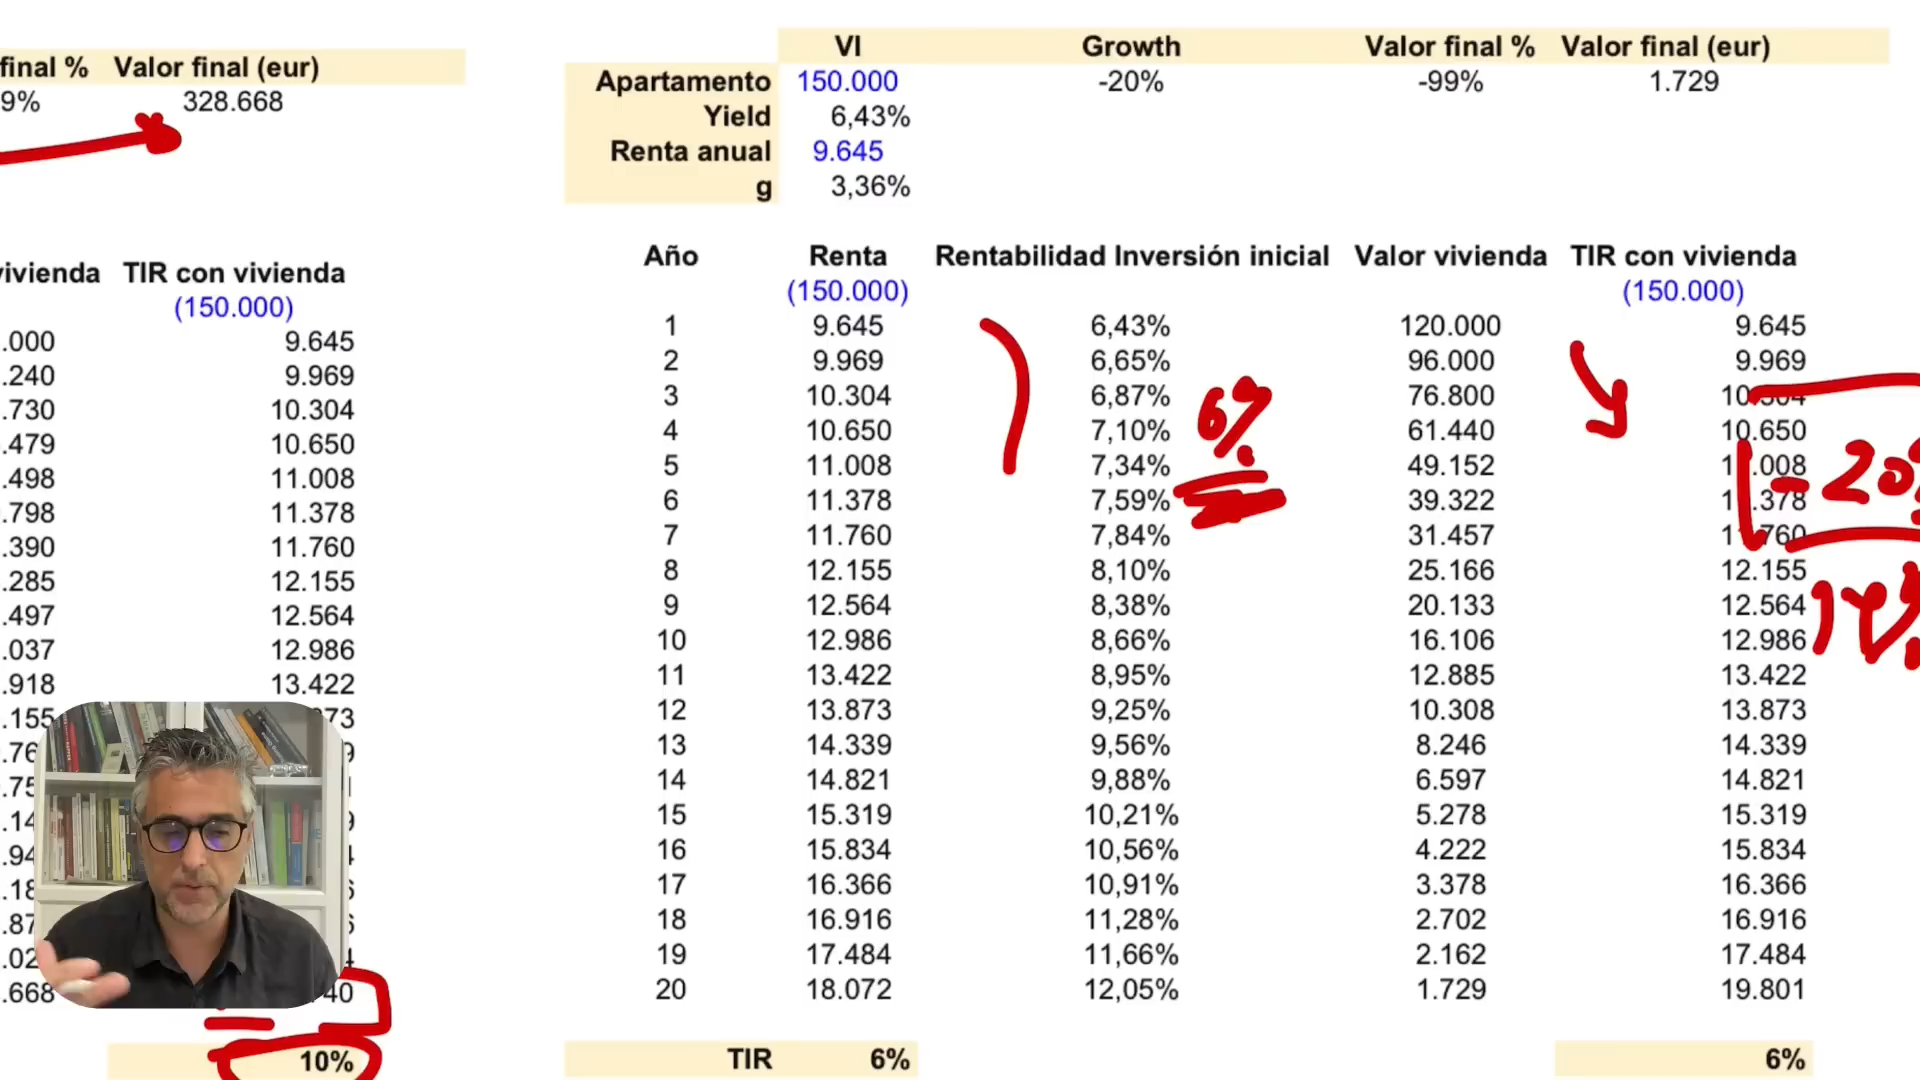 final % Valor final (eur)
9% 328.668
VI Growth Valor final % Valor final (eur)
Apartamento 150.000 -20% -99% 1.729
Yield 6,43%
Renta anual 9.645
g 3,36%
vivienda TIR con vivienda
(150.000)
.000 9.645
.240 9.969
.730 10.304
.479 10.650
.498 11.008
.798 11.378
.390 11.760
.285 12.155
.497 12.564
.037 12.986
.918 13.422
.155
.668 40
10%
Año Renta Rentabilidad Inversión inicial Valor vivienda TIR con vivienda
(150.000) (150.000)
1 9.645 6,43% 120.000 9.645
2 9.969 6,65% 96.000 9.969
3 10.304 6,87% 76.800 10.304
4 10.650 7,10% 61.440 10.650
5 11.008 7,34% 49.152 11.008
6 11.378 7,59% 39.322 11.378
7 11.760 7,84% 31.457 11.760
8 12.155 8,10% 25.166 12.155
9 12.564 8,38% 20.133 12.564
10 12.986 8,66% 16.106 12.986
11 13.422 8,95% 12.885 13.422
12 13.873 9,25% 10.308 13.873
13 14.339 9,56% 8.246 14.339
14 14.821 9,88% 6.597 14.821
15 15.319 10,21% 5.278 15.319
16 15.834 10,56% 4.222 15.834
17 16.366 10,91% 3.378 16.366
18 16.916 11,28% 2.702 16.916
19 17.484 11,66% 2.162 17.484
20 18.072 12,05% 1.729 19.801
TIR 6% 6%
6%
-20%